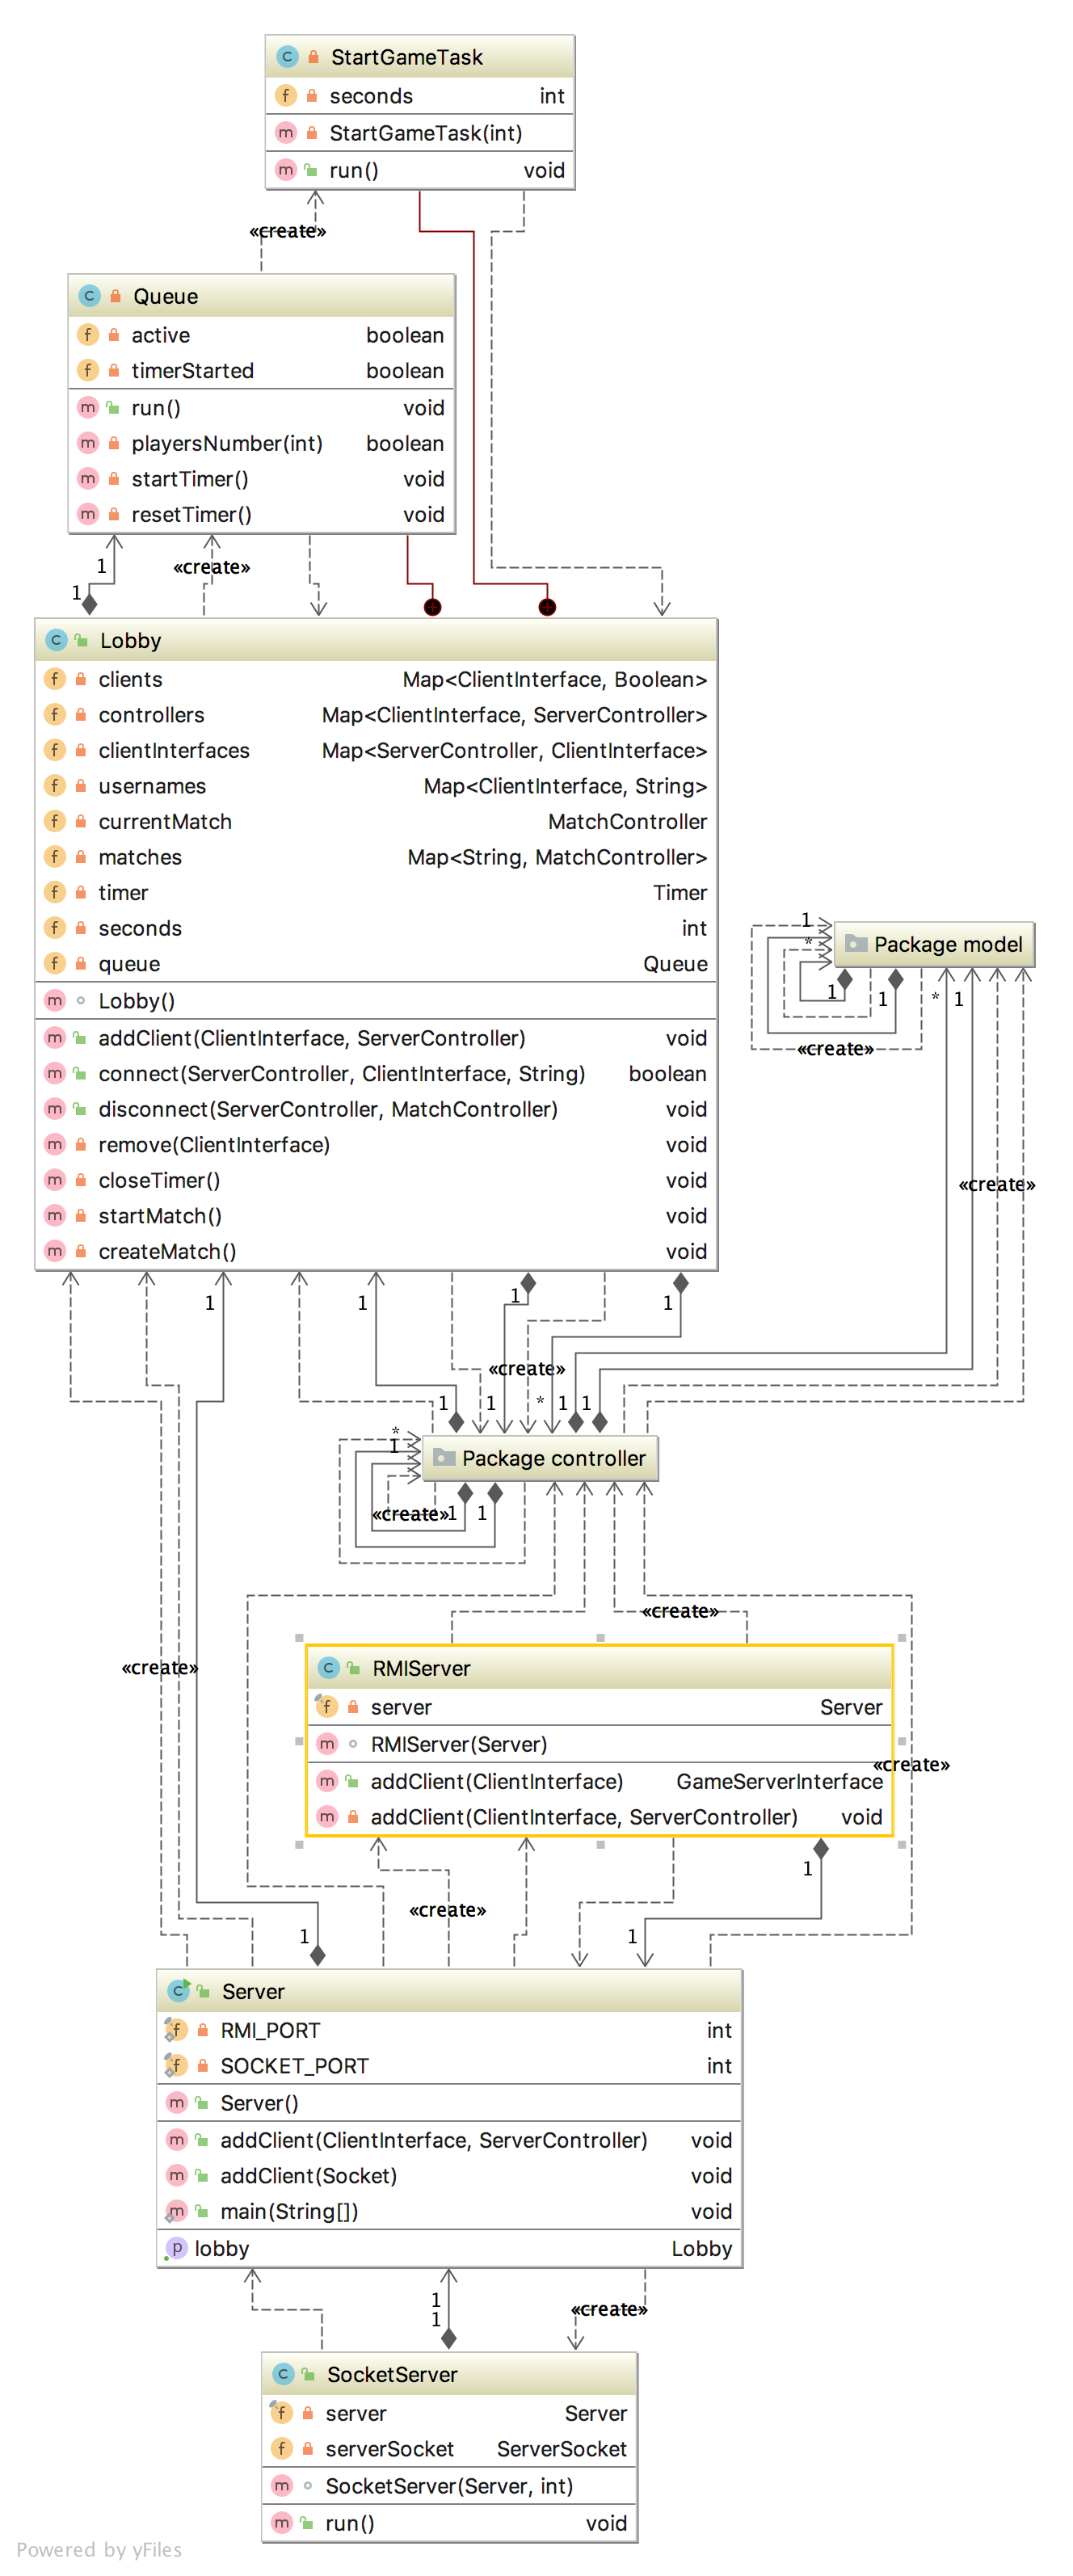 StartGameTask
seconds int
StartGameTask(int)
run() void
«create»
Queue
active boolean
timerStarted boolean
run() void
playersNumber(int) boolean
startTimer() void
resetTimer() void
1
«create»
1
Lobby
clients Map<ClientInterface, Boolean>
controllers Map<ClientInterface, ServerController>
clientInterfaces Map<ServerController, ClientInterface>
usernames Map<ClientInterface, String>
currentMatch MatchController
matches Map<String, MatchController>
timer Timer
seconds int
queue Queue
Lobby()
addClient(ClientInterface, ServerController) void
connect(ServerController, ClientInterface, String) boolean
disconnect(ServerController, MatchController) void
remove(ClientInterface) void
closeTimer() void
startMatch() void
createMatch() void
1
*
Package model
1 1 * 1
«create»
«create»
1 1 1 1
«create»
1 1 * 1 1
*
1
Package controller
«create» 1 1
«create»
«create»
RMIServer
server Server
RMIServer(Server)
addClient(ClientInterface) GameServerInterface
addClient(ClientInterface, ServerController) void
«create»
1
«create»
1 1
Server
RMI_PORT int
SOCKET_PORT int
Server()
addClient(ClientInterface, ServerController) void
addClient(Socket) void
main(String[]) void
lobby Lobby
1
1
«create»
SocketServer
server Server
serverSocket ServerSocket
SocketServer(Server, int)
run() void
Powered by yFiles